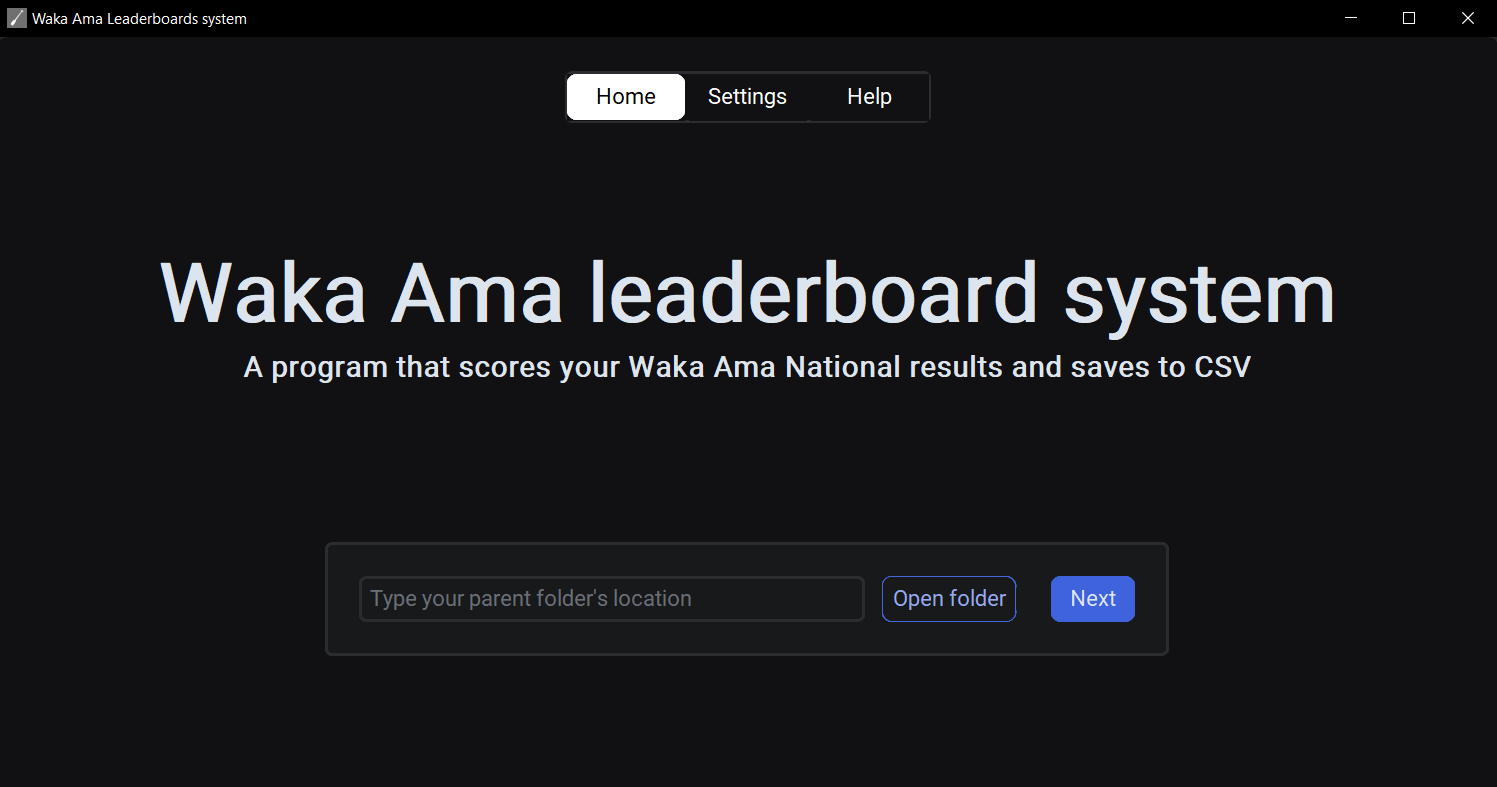 Waka Ama Leaderboards system
Home Settings Help
Waka Ama leaderboard system
A program that scores your Waka Ama National results and saves to CSV
Type your parent folder's location Open folder Next